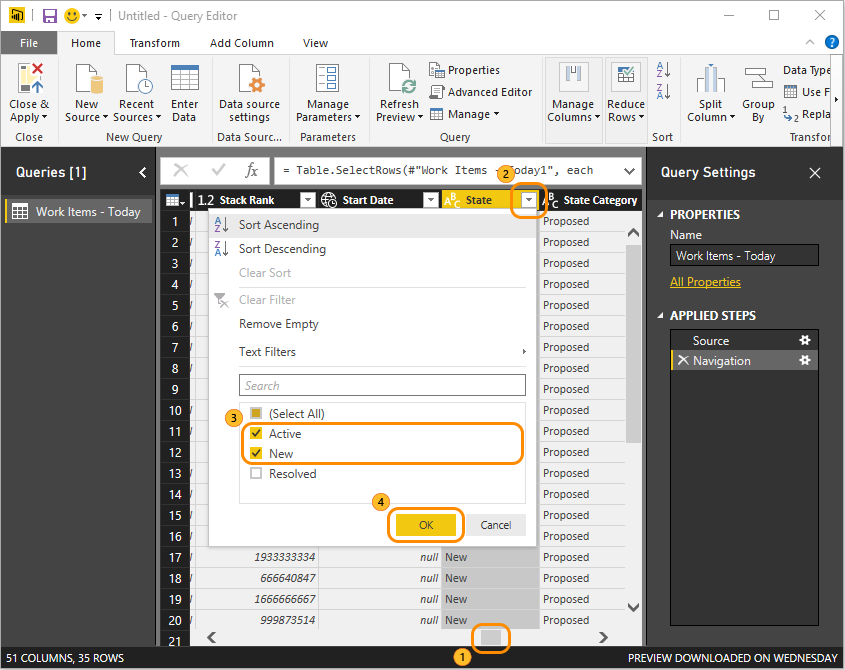 Untitled - Query Editor
File Home Transform Add Column View
Close & Apply
New Source
Recent Sources
Enter Data
Data source settings
Manage Parameters
Refresh Preview
Properties
Advanced Editor
Manage
Manage Columns
Reduce Rows
Split Column
Group By
Data Type
Use F
Repla
Close New Query Data Sourc... Parameters Query Sort Transfor
Queries [1]
Work Items - Today
fx = Table.SelectRows(#"Work Items - Today1", each
2
1.2 Stack Rank Start Date ABC State ABC State Category
1 Proposed
2 Proposed
3 Proposed
4 Proposed
5 Proposed
6 Proposed
7 Proposed
8 Proposed
9 Proposed
10 Proposed
11 Proposed
12 Proposed
13 Proposed
14 Proposed
15 Proposed
16 Proposed
17 1933333334 null New Proposed
18 666640847 null New Proposed
19 1666666667 null New Proposed
20 999873514 null New Proposed
21
Sort Ascending
Sort Descending
Clear Sort
Clear Filter
Remove Empty
Text Filters
Search
3
(Select All)
Active
New
Resolved
4
OK Cancel
1
Query Settings
PROPERTIES
Name
Work Items - Today
All Properties
APPLIED STEPS
Source
Navigation
51 COLUMNS, 35 ROWS PREVIEW DOWNLOADED ON WEDNESDAY